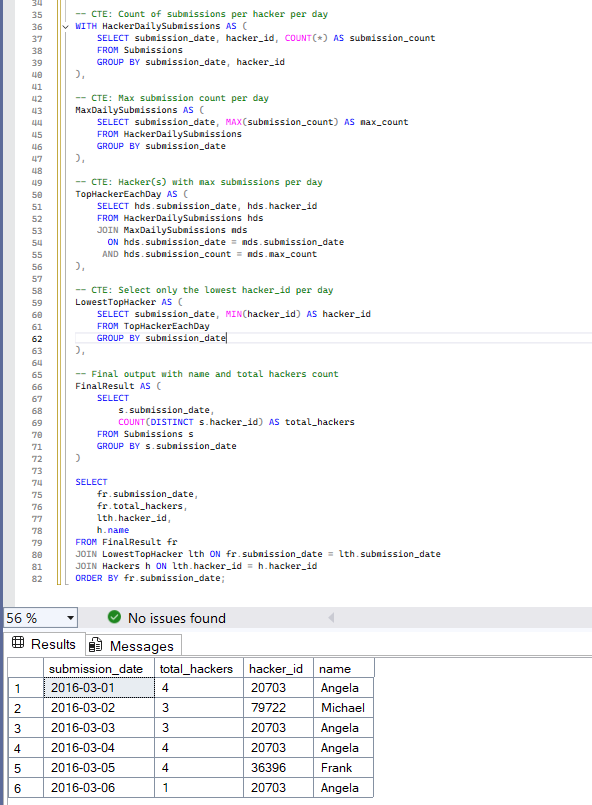 34
35 -- CTE: Count of submissions per hacker per day
36 WITH HackerDailySubmissions AS (
37 SELECT submission_date, hacker_id, COUNT(*) AS submission_count
38 FROM Submissions
39 GROUP BY submission_date, hacker_id
40 ),
41
42 -- CTE: Max submission count per day
43 MaxDailySubmissions AS (
44 SELECT submission_date, MAX(submission_count) AS max_count
45 FROM HackerDailySubmissions
46 GROUP BY submission_date
47 ),
48
49 -- CTE: Hacker(s) with max submissions per day
50 TopHackerEachDay AS (
51 SELECT hds.submission_date, hds.hacker_id
52 FROM HackerDailySubmissions hds
53 JOIN MaxDailySubmissions mds
54 ON hds.submission_date = mds.submission_date
55 AND hds.submission_count = mds.max_count
56 ),
57
58 -- CTE: Select only the lowest hacker_id per day
59 LowestTopHacker AS (
60 SELECT submission_date, MIN(hacker_id) AS hacker_id
61 FROM TopHackerEachDay
62 GROUP BY submission_date
63 ),
64
65 -- Final output with name and total hackers count
66 FinalResult AS (
67 SELECT
68 s.submission_date,
69 COUNT(DISTINCT s.hacker_id) AS total_hackers
70 FROM Submissions s
71 GROUP BY s.submission_date
72 )
73
74 SELECT
75 fr.submission_date,
76 fr.total_hackers,
77 lth.hacker_id,
78 h.name
79 FROM FinalResult fr
80 JOIN LowestTopHacker lth ON fr.submission_date = lth.submission_date
81 JOIN Hackers h ON lth.hacker_id = h.hacker_id
82 ORDER BY fr.submission_date;
56 % No issues found
Results Messages
submission_date total_hackers hacker_id name
1 2016-03-01 4 20703 Angela
2 2016-03-02 3 79722 Michael
3 2016-03-03 3 20703 Angela
4 2016-03-04 4 20703 Angela
5 2016-03-05 4 36396 Frank
6 2016-03-06 1 20703 Angela